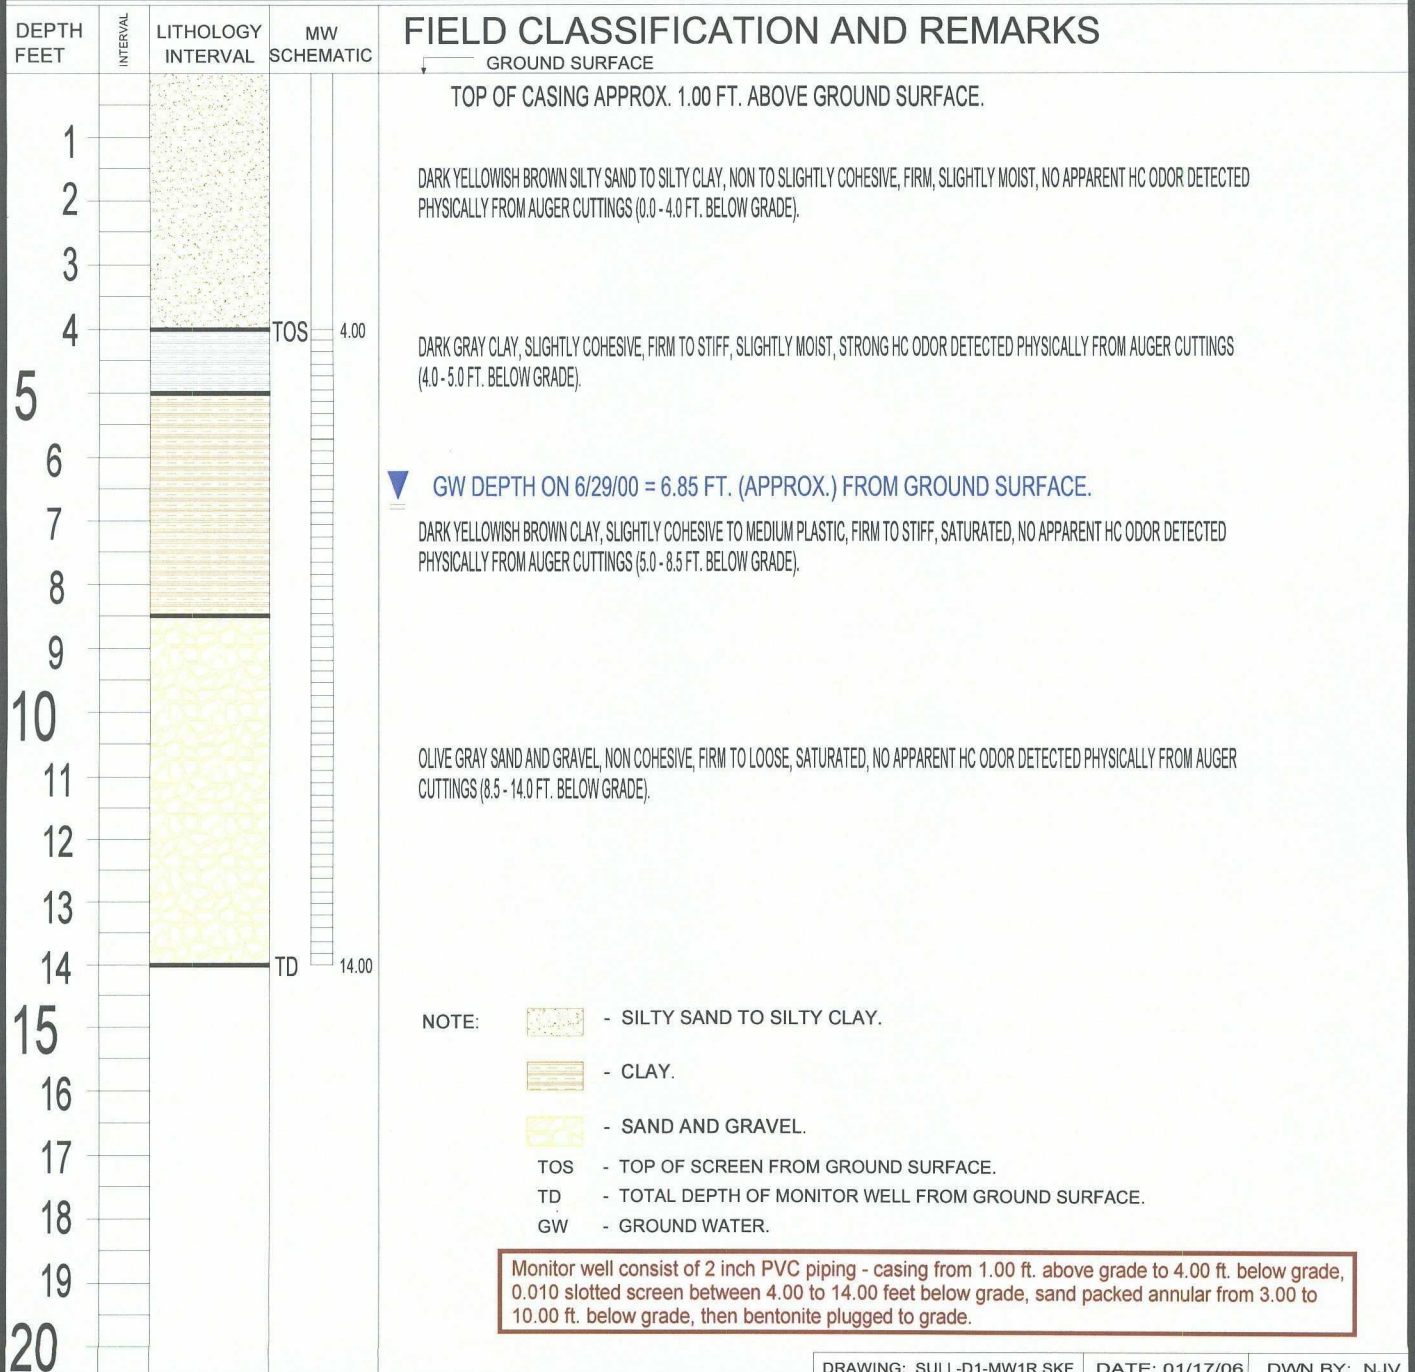 DEPTH
FEET
INTERVAL
LITHOLOGY
INTERVAL
MW
SCHEMATIC
FIELD CLASSIFICATION AND REMARKS
GROUND SURFACE
TOP OF CASING APPROX. 1.00 FT. ABOVE GROUND SURFACE.
1
DARK YELLOWISH BROWN SILTY SAND TO SILTY CLAY, NON TO SLIGHTLY COHESIVE, FIRM, SLIGHTLY MOIST, NO APPARENT HC ODOR DETECTED
2
PHYSICALLY FROM AUGER CUTTINGS (0.0 - 4.0 FT. BELOW GRADE).
3
4
TOS
4.00
DARK GRAY CLAY, SLIGHTLY COHESIVE, FIRM TO STIFF, SLIGHTLY MOIST, STRONG HC ODOR DETECTED PHYSICALLY FROM AUGER CUTTINGS
(4.0 - 5.0 FT. BELOW GRADE).
5
6
GW DEPTH ON 6/29/00 = 6.85 FT. (APPROX.) FROM GROUND SURFACE.
7
DARK YELLOWISH BROWN CLAY, SLIGHTLY COHESIVE TO MEDIUM PLASTIC, FIRM TO STIFF, SATURATED, NO APPARENT HC ODOR DETECTED
PHYSICALLY FROM AUGER CUTTINGS (5.0 - 8.5 FT. BELOW GRADE).
8
9
10
OLIVE GRAY SAND AND GRAVEL, NON COHESIVE, FIRM TO LOOSE, SATURATED, NO APPARENT HC ODOR DETECTED PHYSICALLY FROM AUGER
11
CUTTINGS (8.5 - 14.0 FT. BELOW GRADE).
12
13
14
TD
14.00
15
NOTE:
- SILTY SAND TO SILTY CLAY.
16
- CLAY.
- SAND AND GRAVEL.
17
TOS - TOP OF SCREEN FROM GROUND SURFACE.
TD - TOTAL DEPTH OF MONITOR WELL FROM GROUND SURFACE.
18
GW - GROUND WATER.
19
Monitor well consist of 2 inch PVC piping - casing from 1.00 ft. above grade to 4.00 ft. below grade,
0.010 slotted screen between 4.00 to 14.00 feet below grade, sand packed annular from 3.00 to
10.00 ft. below grade, then bentonite plugged to grade.
20
DRAWING: SULL-D1-MW1R.SKF
DATE: 01/17/06
DWN BY: NJV